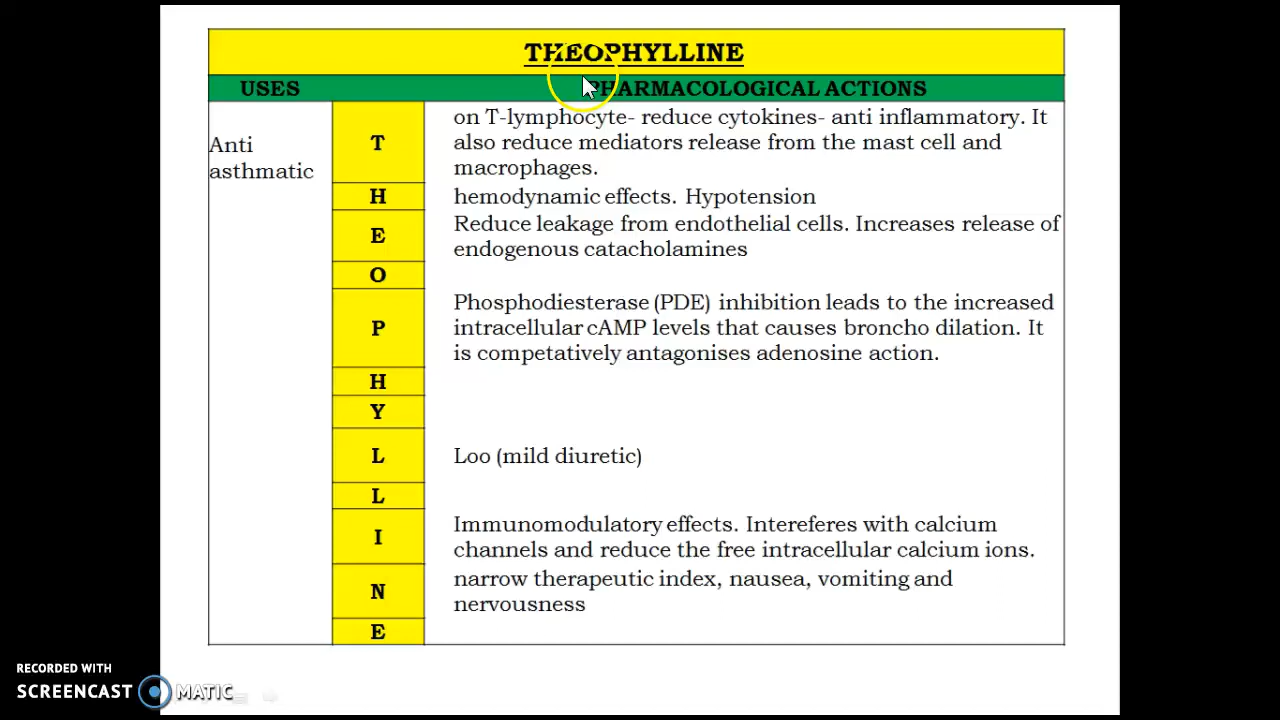 THEOPHYLLINE
USES PHARMACOLOGICAL ACTIONS
Anti
asthmatic
T
on T-lymphocyte- reduce cytokines- anti inflammatory. It
also reduce mediators release from the mast cell and
macrophages.
H
hemodynamic effects. Hypotension
E
Reduce leakage from endothelial cells. Increases release of
endogenous catacholamines
O
P
Phosphodiesterase (PDE) inhibition leads to the increased
intracellular cAMP levels that causes broncho dilation. It
is competatively antagonises adenosine action.
H
Y
L
Loo (mild diuretic)
L
I
Immunomodulatory effects. Intereferes with calcium
channels and reduce the free intracellular calcium ions.
N
narrow therapeutic index, nausea, vomiting and
nervousness
E
RECORDED WITH
SCREENCAST MATIC